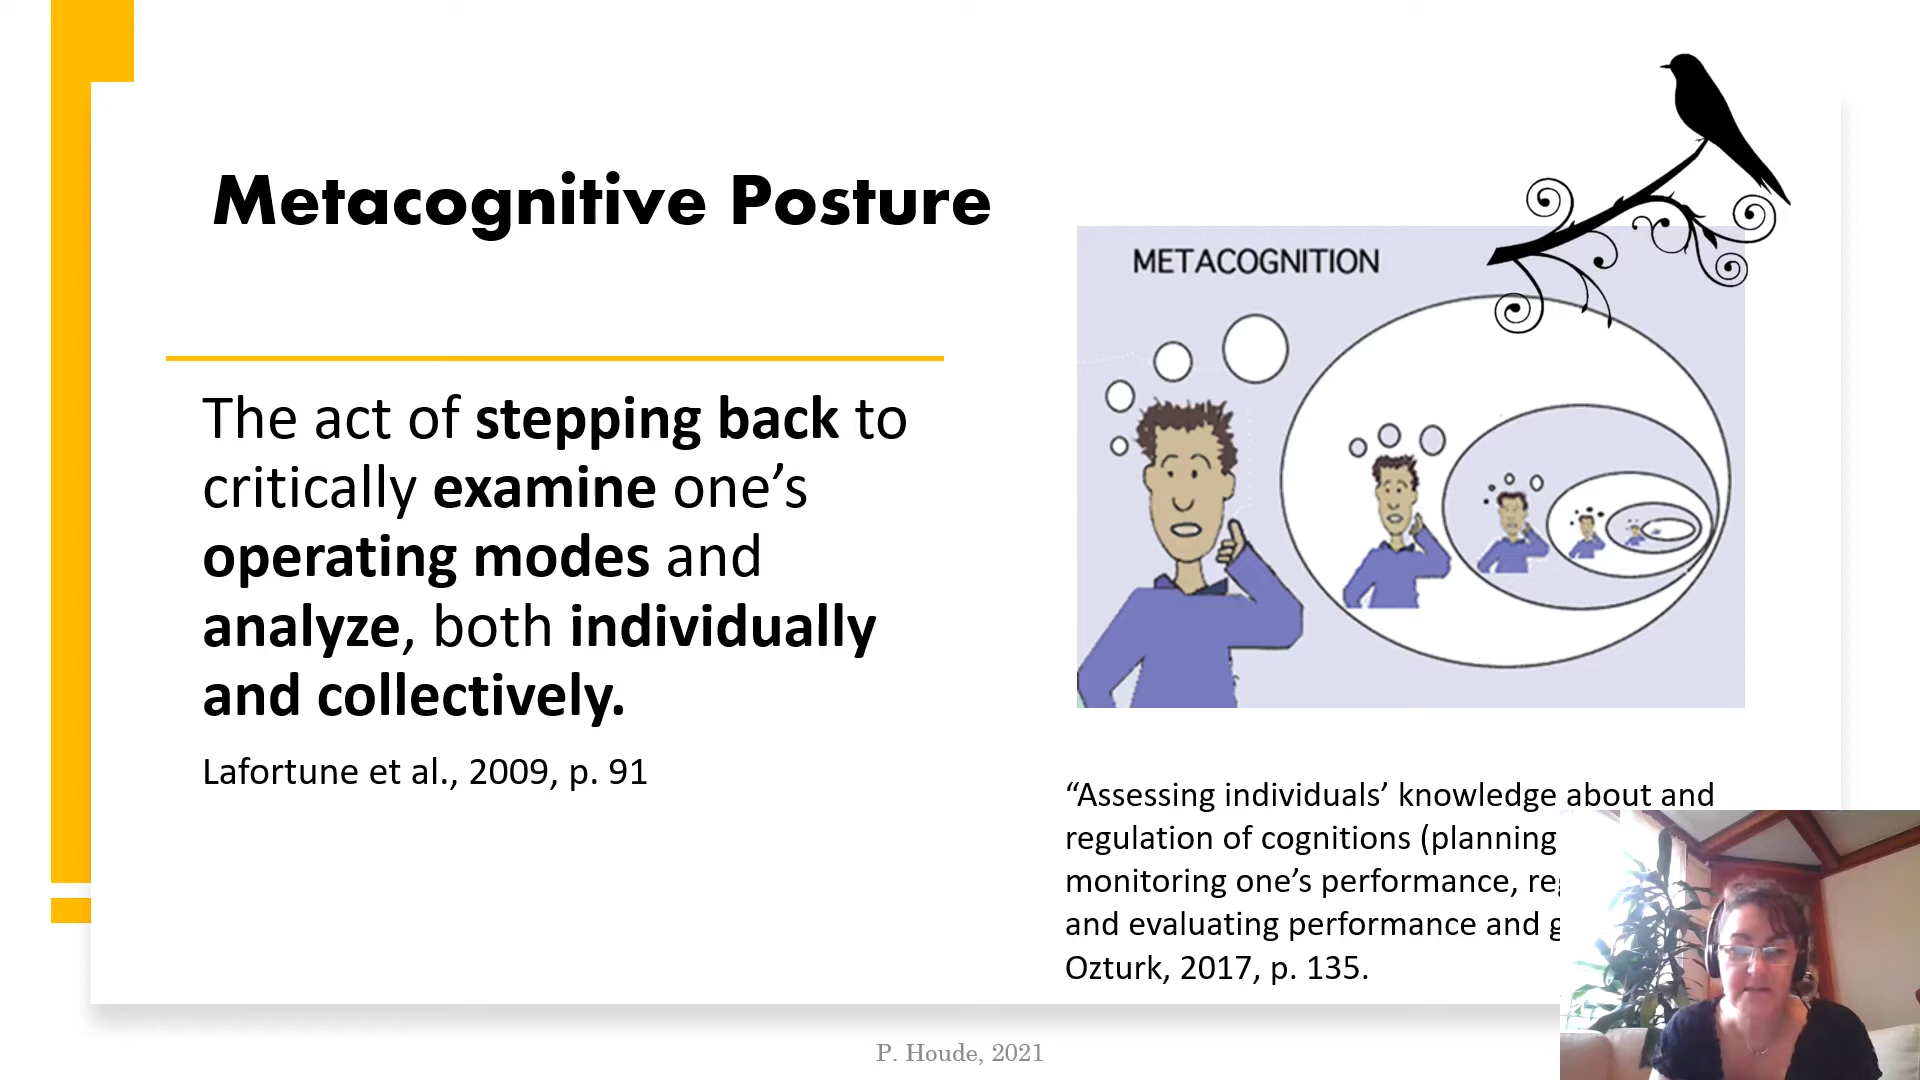 Metacognitive Posture
METACOGNITION
The act of stepping back to
critically examine one’s
operating modes and
analyze, both individually
and collectively.
Lafortune et al., 2009, p. 91
“Assessing individuals’ knowledge about and
regulation of cognitions (planning
monitoring one’s performance,
and evaluating performance and
Ozturk, 2017, p. 135.
P. Houde, 2021